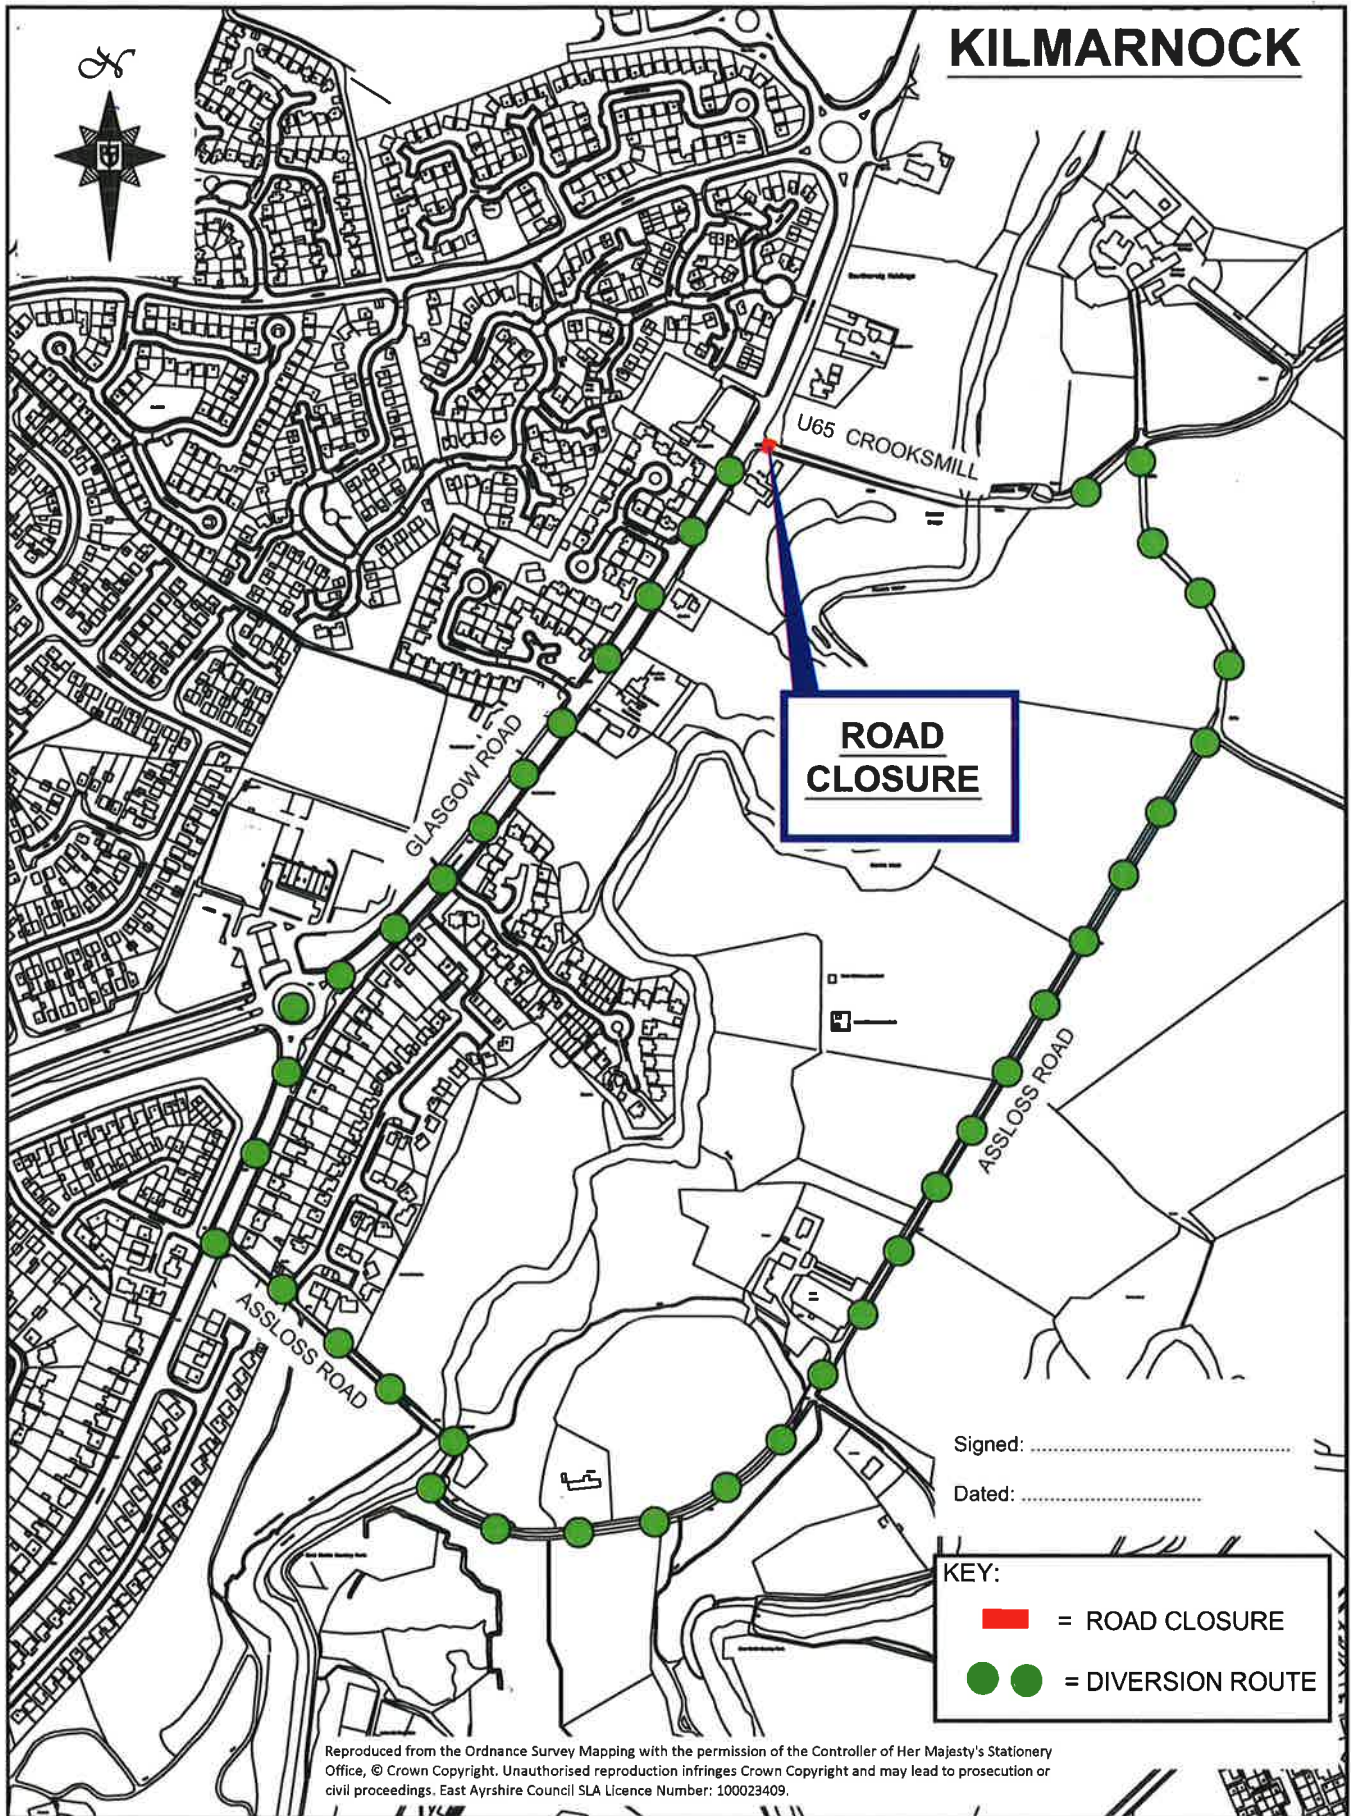 KILMARNOCK
N
U65 CROOKSMILL
ROAD
CLOSURE
GLASGOW ROAD
ASSLOSS ROAD
ASSLOSS ROAD
Signed:
Dated:
KEY:
= ROAD CLOSURE
= DIVERSION ROUTE
Reproduced from the Ordnance Survey Mapping with the permission of the Controller of Her Majesty's Stationery
Office, © Crown Copyright. Unauthorised reproduction infringes Crown Copyright and may lead to prosecution or
civil proceedings. East Ayrshire Council SLA Licence Number: 100023409.